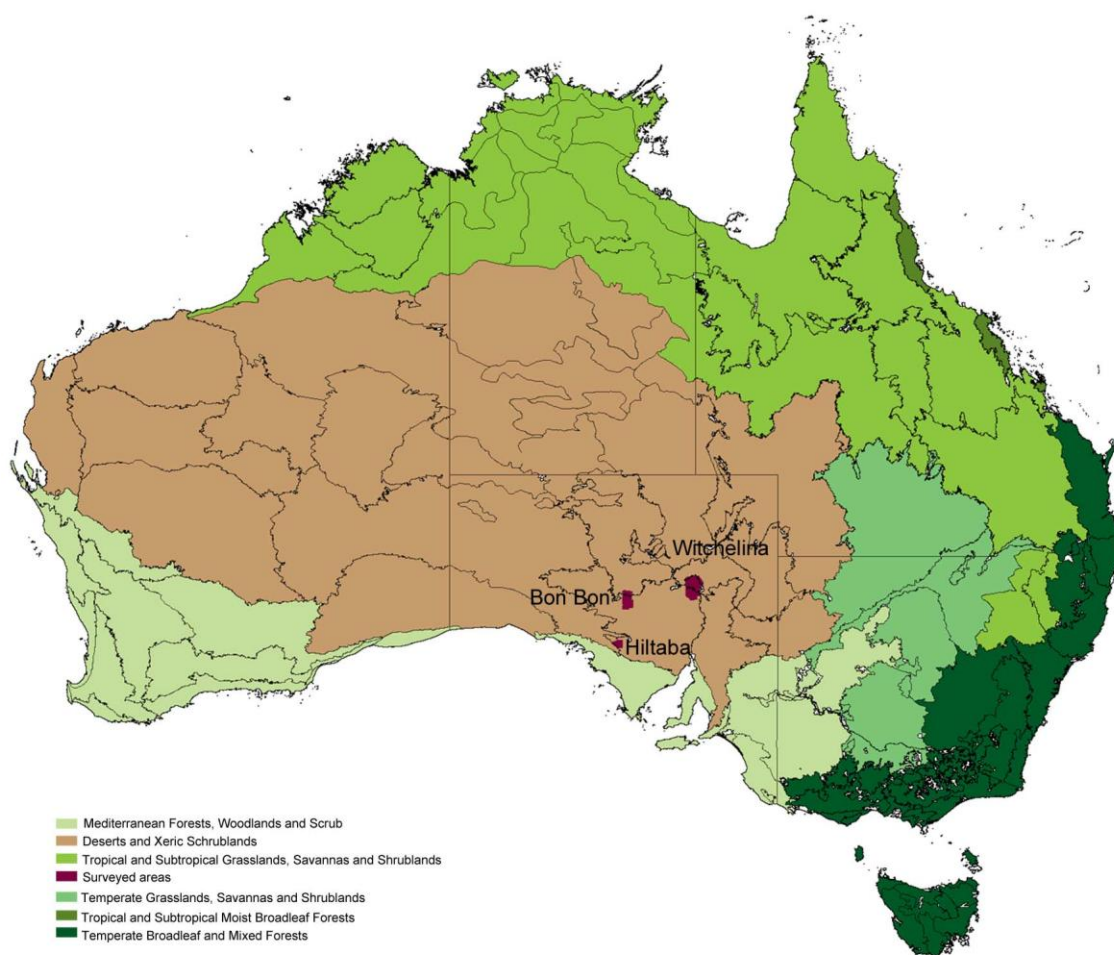 Witchelina
Bon Bon
Hiltaba
Mediterranean Forests, Woodlands and Scrub
Deserts and Xeric Schrublands
Tropical and Subtropical Grasslands, Savannas and Shrublands
Surveyed areas
Temperate Grasslands, Savannas and Shrublands
Tropical and Subtropical Moist Broadleaf Forests
Temperate Broadleaf and Mixed Forests